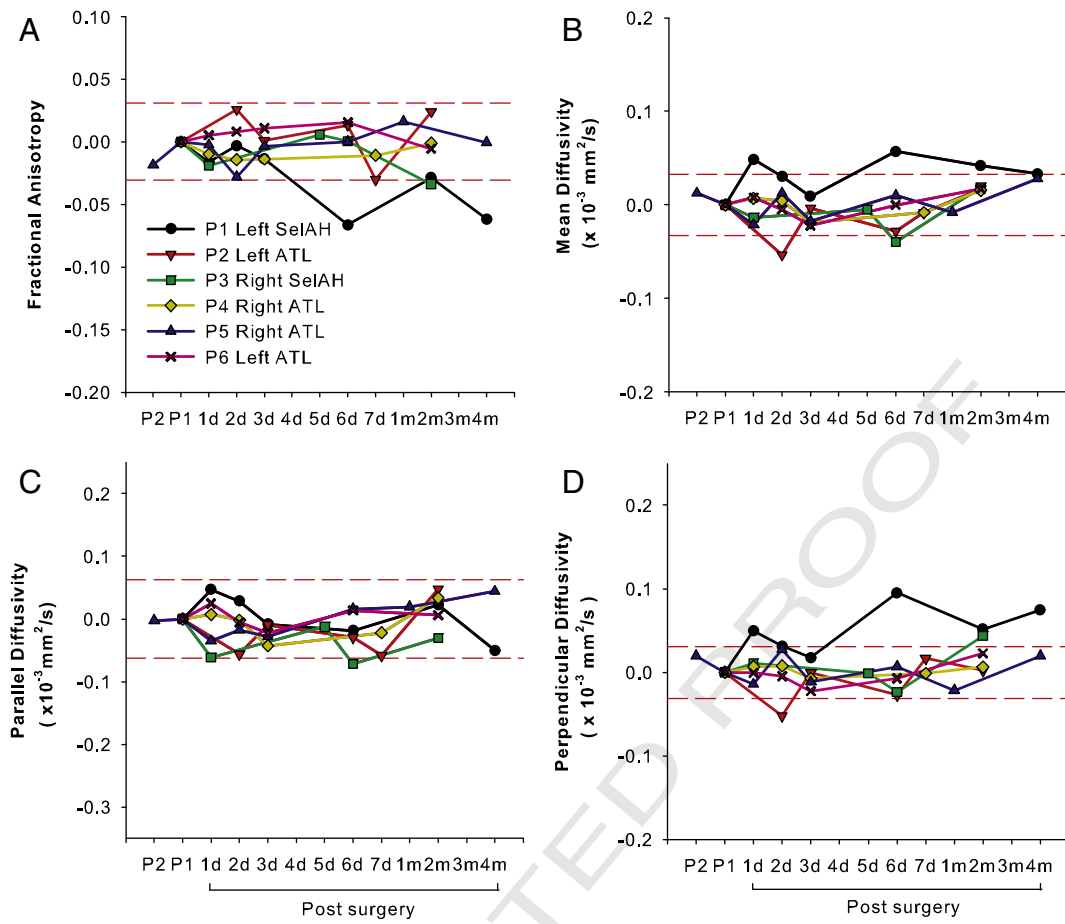 A
0.10
0.05
0.00
-0.05
-0.10
-0.15
-0.20
Fractional Anisotropy
P1 Left SelAH
P2 Left ATL
P3 Right SelAH
P4 Right ATL
P5 Right ATL
P6 Left ATL
P2 P1 1d 2d 3d 4d 5d 6d 7d 1m 2m 3m 4m
B
0.2
0.1
0.0
-0.1
-0.2
Mean Diffusivity
(x 10⁻³ mm²/s)
P2 P1 1d 2d 3d 4d 5d 6d 7d 1m 2m 3m 4m
C
0.2
0.1
0.0
-0.1
-0.2
-0.3
Parallel Diffusivity
( x10⁻³ mm²/s)
P2 P1 1d 2d 3d 4d 5d 6d 7d 1m 2m 3m 4m
Post surgery
D
0.2
0.1
0.0
-0.1
-0.2
Perpendicular Diffusivity
( x 10⁻³ mm²/s)
P2 P1 1d 2d 3d 4d 5d 6d 7d 1m 2m 3m 4m
Post surgery
TED PROOF